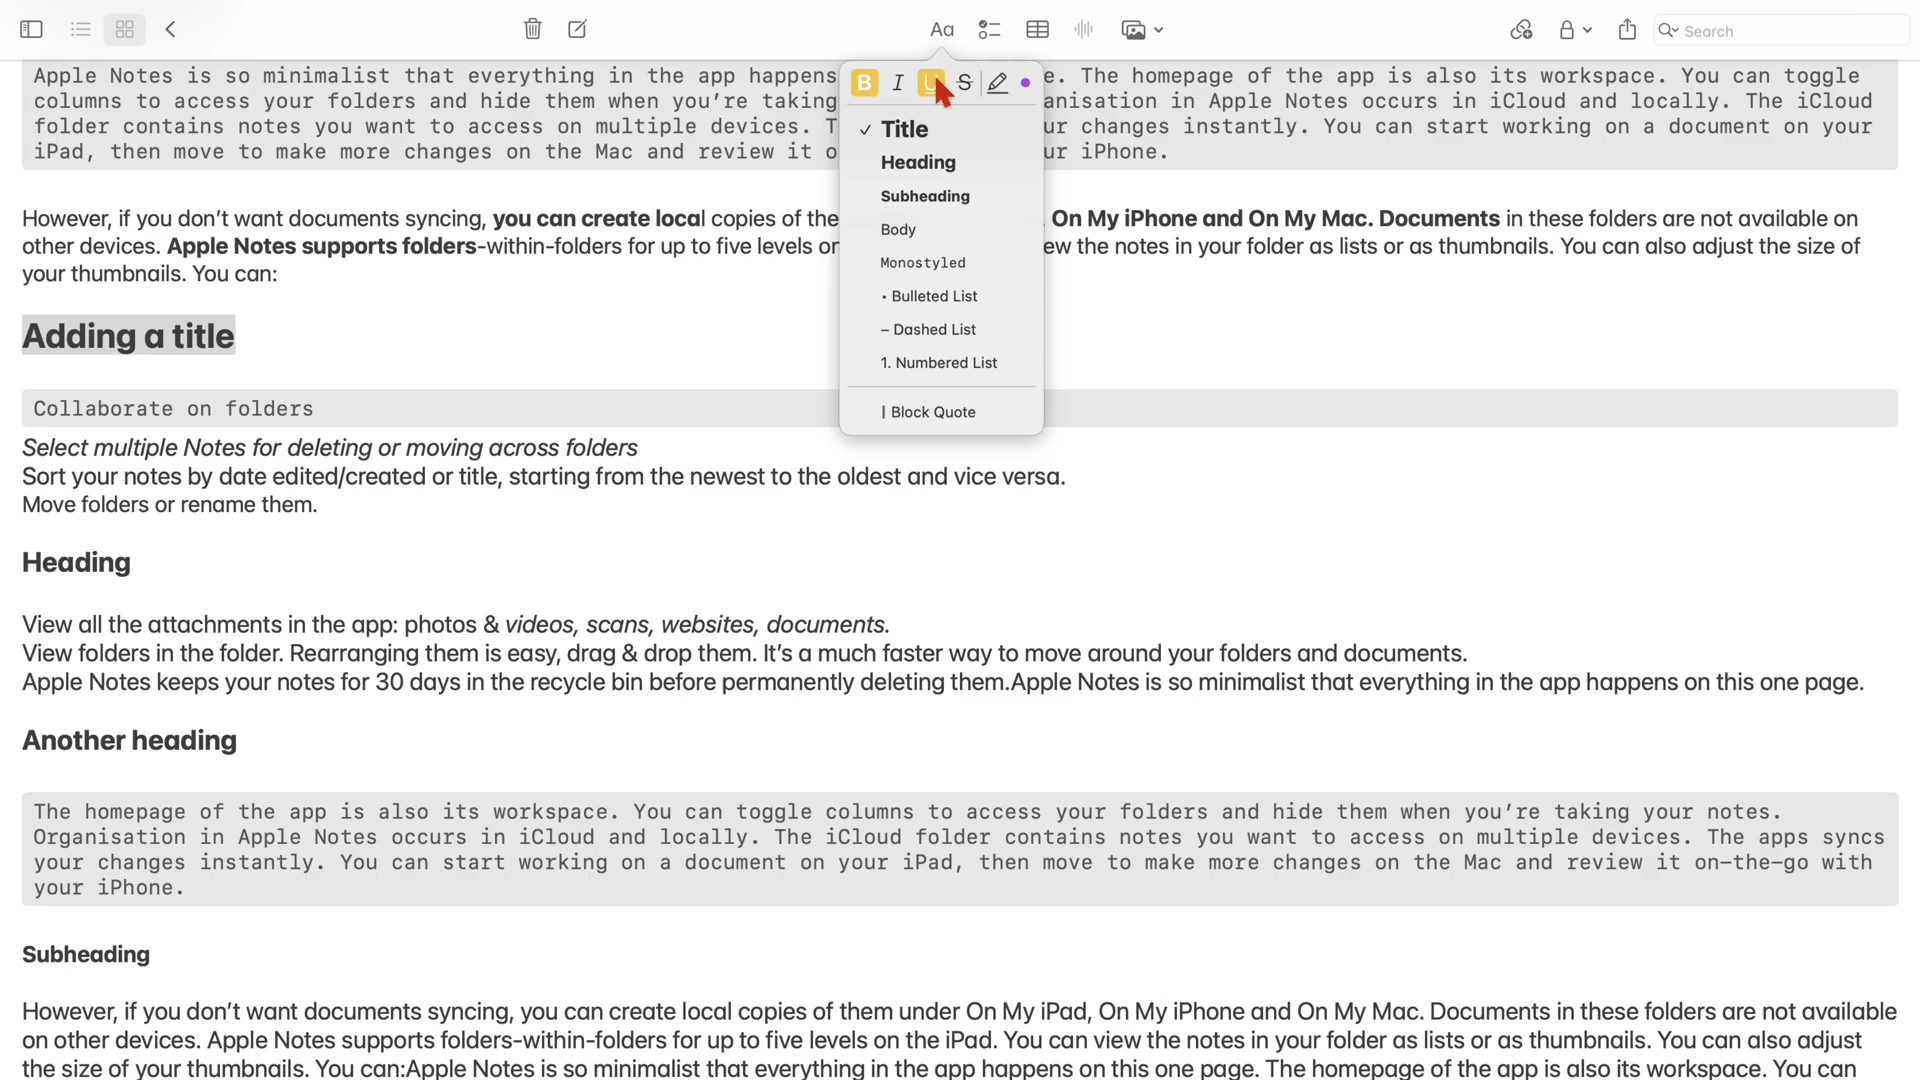 Aa
Search
B I U S
Title
Heading
Subheading
Body
Monostyled
• Bulleted List
– Dashed List
1. Numbered List
| Block Quote
Apple Notes is so minimalist that everything in the app happens e. The homepage of the app is also its workspace. You can toggle
columns to access your folders and hide them when you’re taking anisation in Apple Notes occurs in iCloud and locally. The iCloud
folder contains notes you want to access on multiple devices. T ur changes instantly. You can start working on a document on your
iPad, then move to make more changes on the Mac and review it o ur iPhone.
However, if you don’t want documents syncing, you can create local copies of the On My iPhone and On My Mac. Documents in these folders are not available on
other devices. Apple Notes supports folders-within-folders for up to five levels on ew the notes in your folder as lists or as thumbnails. You can also adjust the size of
your thumbnails. You can:
Adding a title
Collaborate on folders
Select multiple Notes for deleting or moving across folders
Sort your notes by date edited/created or title, starting from the newest to the oldest and vice versa.
Move folders or rename them.
Heading
View all the attachments in the app: photos & videos, scans, websites, documents.
View folders in the folder. Rearranging them is easy, drag & drop them. It’s a much faster way to move around your folders and documents.
Apple Notes keeps your notes for 30 days in the recycle bin before permanently deleting them.Apple Notes is so minimalist that everything in the app happens on this one page.
Another heading
The homepage of the app is also its workspace. You can toggle columns to access your folders and hide them when you’re taking your notes.
Organisation in Apple Notes occurs in iCloud and locally. The iCloud folder contains notes you want to access on multiple devices. The apps syncs
your changes instantly. You can start working on a document on your iPad, then move to make more changes on the Mac and review it on-the-go with
your iPhone.
Subheading
However, if you don’t want documents syncing, you can create local copies of them under On My iPad, On My iPhone and On My Mac. Documents in these folders are not available
on other devices. Apple Notes supports folders-within-folders for up to five levels on the iPad. You can view the notes in your folder as lists or as thumbnails. You can also adjust
the size of your thumbnails. You can:Apple Notes is so minimalist that everything in the app happens on this one page. The homepage of the app is also its workspace. You can